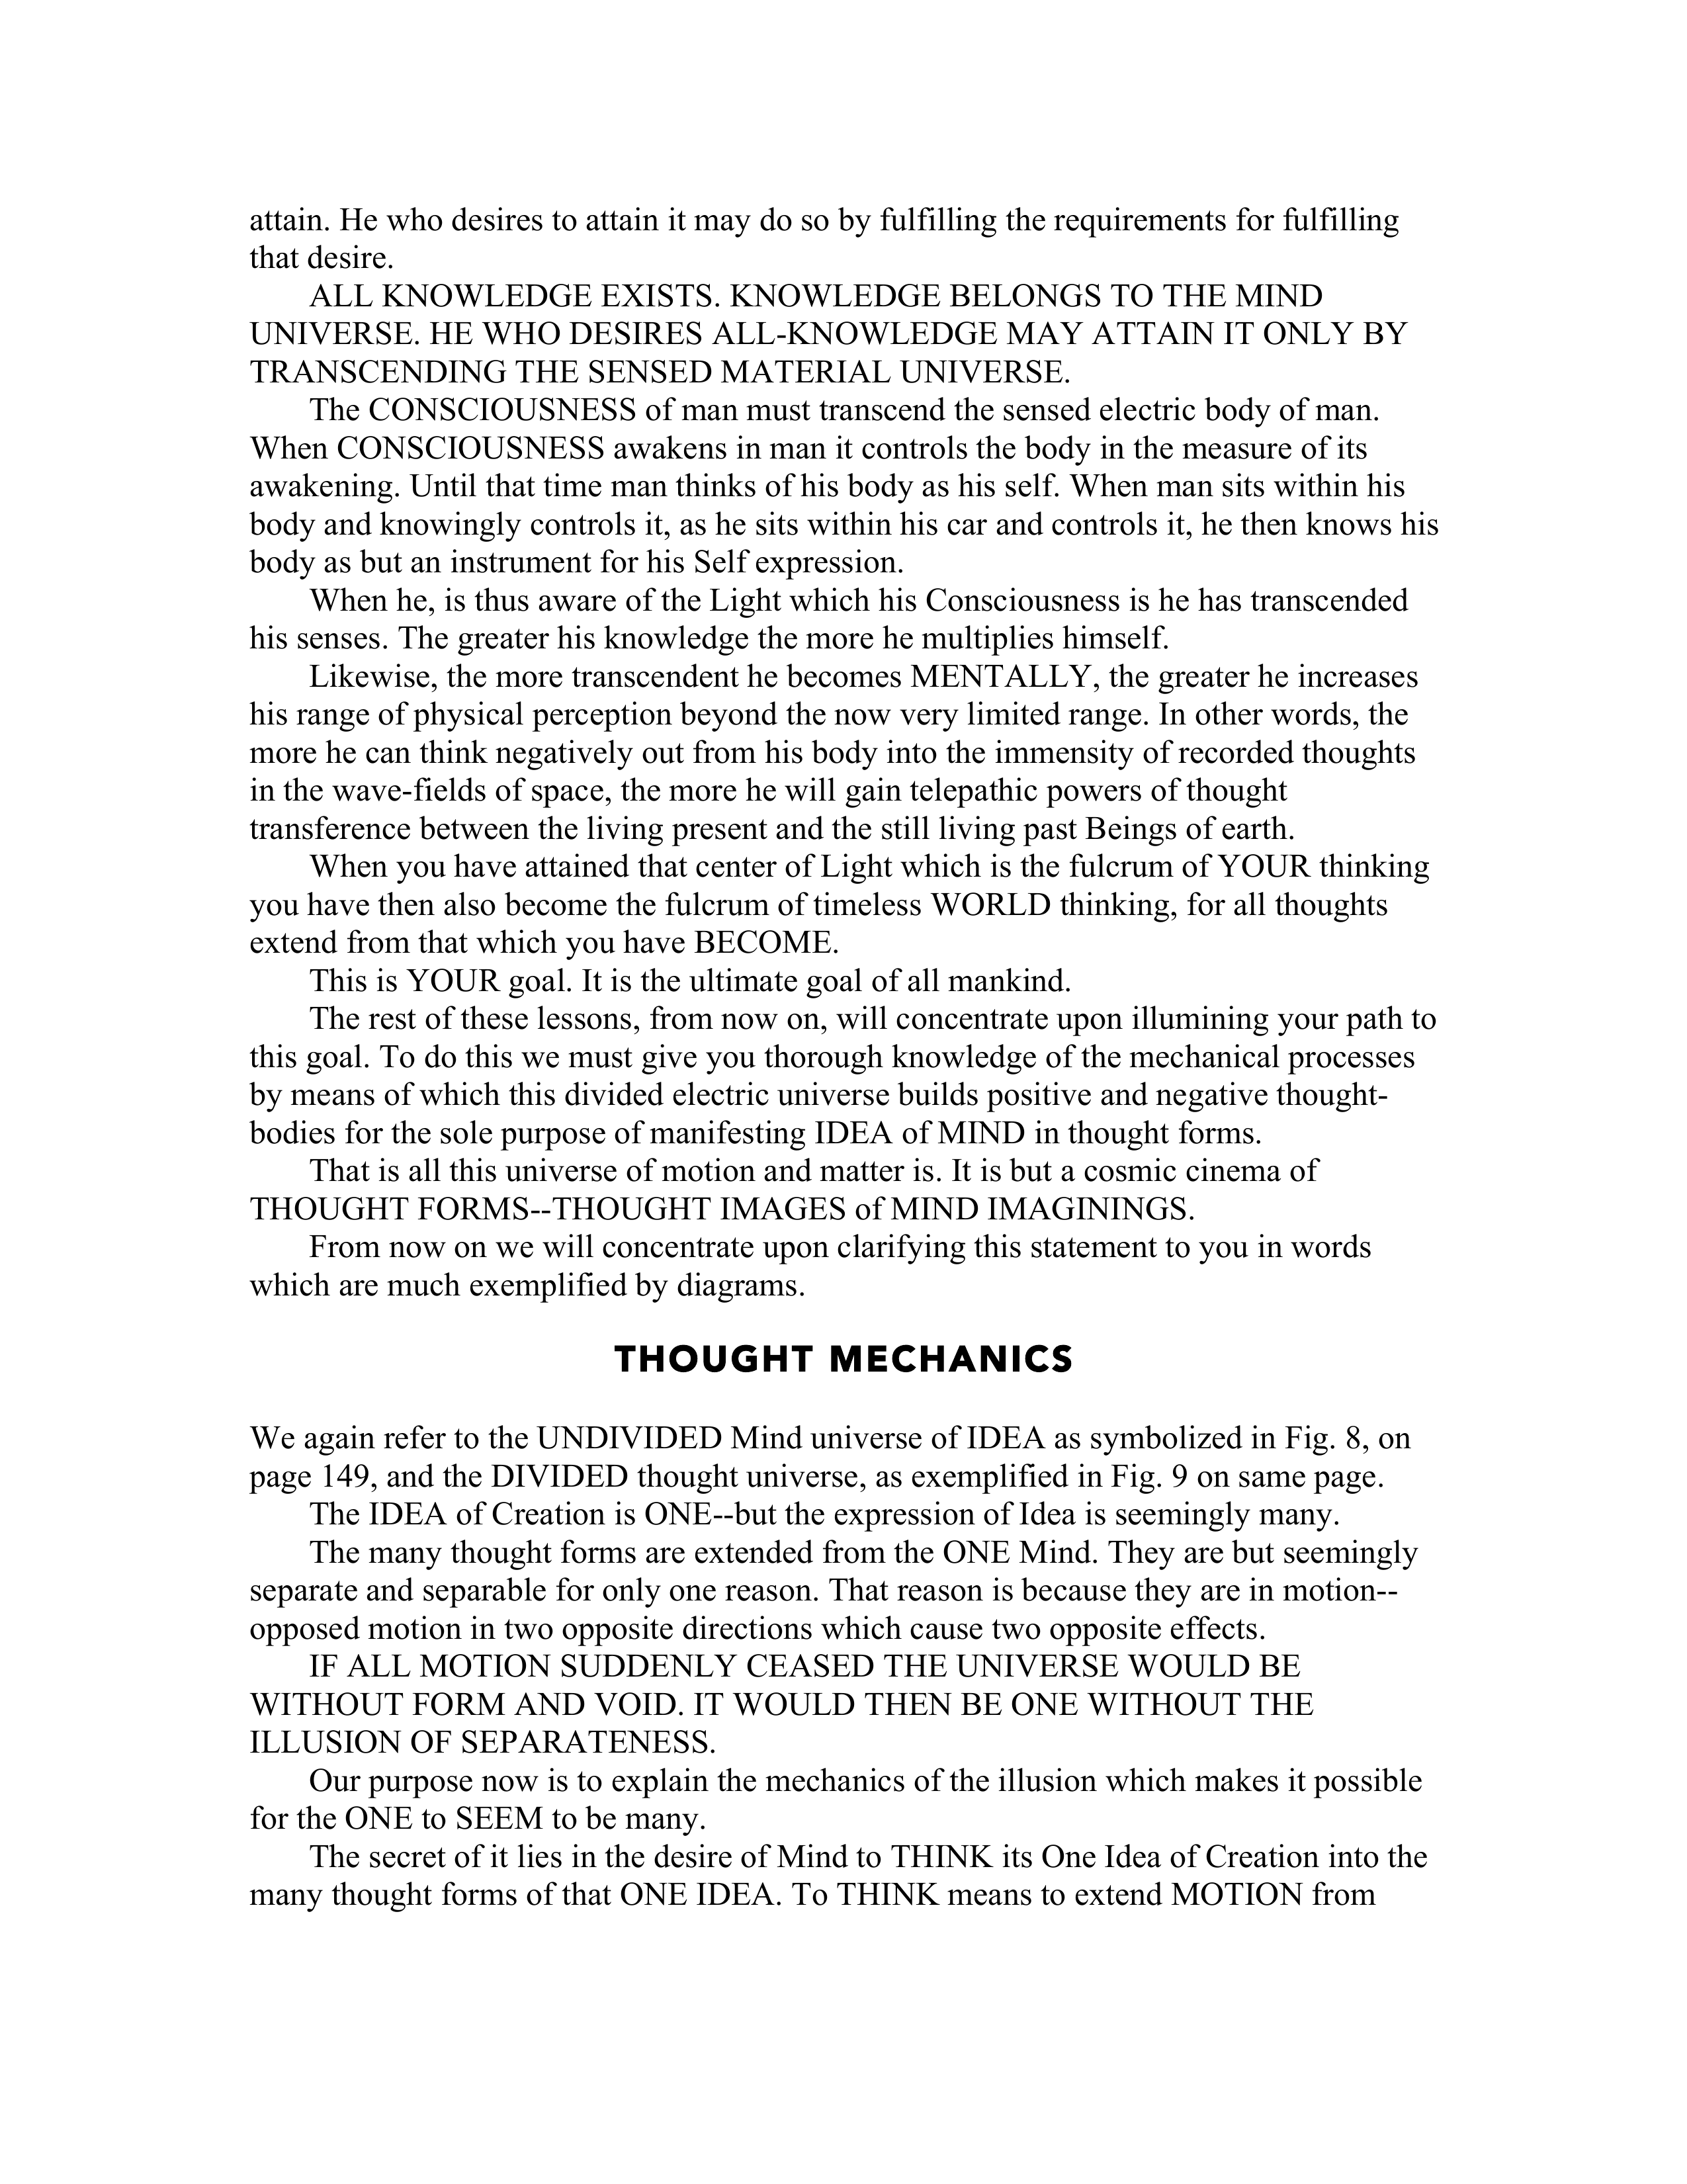 attain. He who desires to attain it may do so by fulfilling the requirements for fulfilling
that desire.
ALL KNOWLEDGE EXISTS. KNOWLEDGE BELONGS TO THE MIND
UNIVERSE. HE WHO DESIRES ALL-KNOWLEDGE MAY ATTAIN IT ONLY BY
TRANSCENDING THE SENSED MATERIAL UNIVERSE.
The CONSCIOUSNESS of man must transcend the sensed electric body of man.
When CONSCIOUSNESS awakens in man it controls the body in the measure of its
awakening. Until that time man thinks of his body as his self. When man sits within his
body and knowingly controls it, as he sits within his car and controls it, he then knows his
body as but an instrument for his Self expression.
When he, is thus aware of the Light which his Consciousness is he has transcended
his senses. The greater his knowledge the more he multiplies himself.
Likewise, the more transcendent he becomes MENTALLY, the greater he increases
his range of physical perception beyond the now very limited range. In other words, the
more he can think negatively out from his body into the immensity of recorded thoughts
in the wave-fields of space, the more he will gain telepathic powers of thought
transference between the living present and the still living past Beings of earth.
When you have attained that center of Light which is the fulcrum of YOUR thinking
you have then also become the fulcrum of timeless WORLD thinking, for all thoughts
extend from that which you have BECOME.
This is YOUR goal. It is the ultimate goal of all mankind.
The rest of these lessons, from now on, will concentrate upon illumining your path to
this goal. To do this we must give you thorough knowledge of the mechanical processes
by means of which this divided electric universe builds positive and negative thought-
bodies for the sole purpose of manifesting IDEA of MIND in thought forms.
That is all this universe of motion and matter is. It is but a cosmic cinema of
THOUGHT FORMS--THOUGHT IMAGES of MIND IMAGININGS.
From now on we will concentrate upon clarifying this statement to you in words
which are much exemplified by diagrams.
THOUGHT MECHANICS
We again refer to the UNDIVIDED Mind universe of IDEA as symbolized in Fig. 8, on
page 149, and the DIVIDED thought universe, as exemplified in Fig. 9 on same page.
The IDEA of Creation is ONE--but the expression of Idea is seemingly many.
The many thought forms are extended from the ONE Mind. They are but seemingly
separate and separable for only one reason. That reason is because they are in motion--
opposed motion in two opposite directions which cause two opposite effects.
IF ALL MOTION SUDDENLY CEASED THE UNIVERSE WOULD BE
WITHOUT FORM AND VOID. IT WOULD THEN BE ONE WITHOUT THE
ILLUSION OF SEPARATENESS.
Our purpose now is to explain the mechanics of the illusion which makes it possible
for the ONE to SEEM to be many.
The secret of it lies in the desire of Mind to THINK its One Idea of Creation into the
many thought forms of that ONE IDEA. To THINK means to extend MOTION from